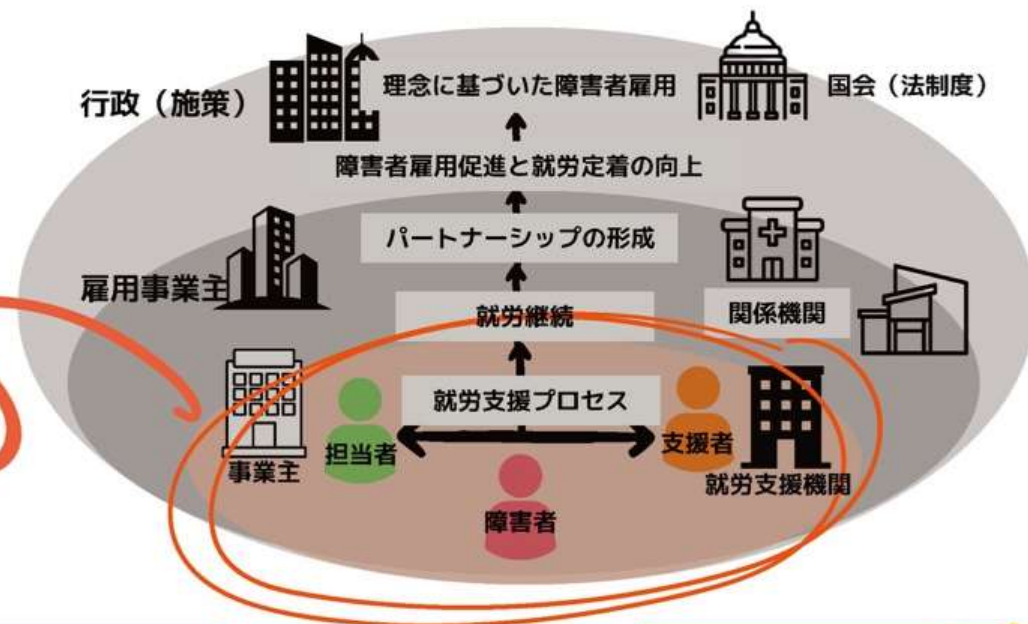 理念に基づいた障害者雇用
国会（法制度）
行政（施策）
障害者雇用促進と就労定着の向上
パートナーシップの形成
雇用事業主
就労継続
関係機関
就労支援プロセス
担当者
支援者
事業主
就労支援機関
障害者